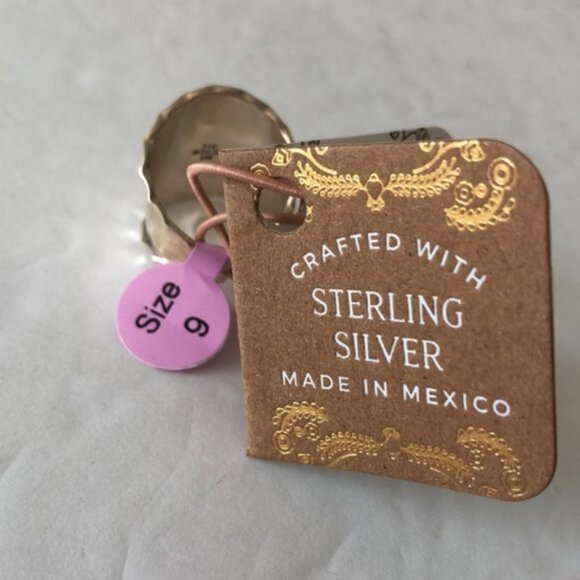 CRAFTED WITH
STERLING
SILVER
MADE IN MEXICO
Size
9